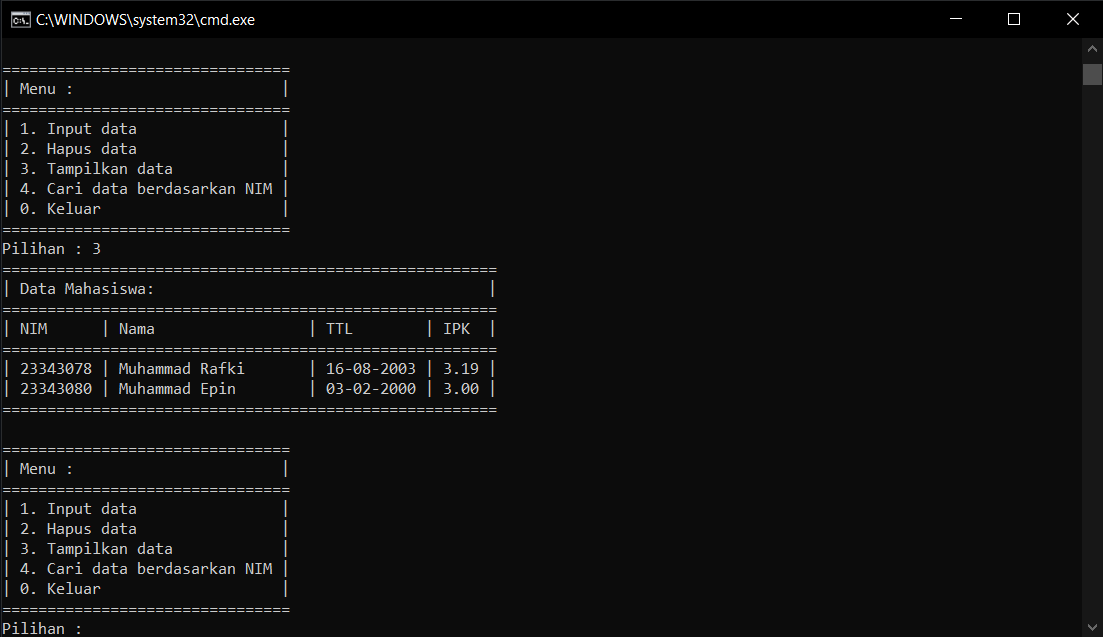 C:\WINDOWS\system32\cmd.exe
================================
| Menu :                       |
================================
| 1. Input data                |
| 2. Hapus data                |
| 3. Tampilkan data            |
| 4. Cari data berdasarkan NIM |
| 0. Keluar                    |
================================
Pilihan : 3
=======================================================
| Data Mahasiswa:                                     |
=======================================================
| NIM      | Nama                 | TTL        | IPK  |
=======================================================
| 23343078 | Muhammad Rafki       | 16-08-2003 | 3.19 |
| 23343080 | Muhammad Epin        | 03-02-2000 | 3.00 |
=======================================================
================================
| Menu :                       |
================================
| 1. Input data                |
| 2. Hapus data                |
| 3. Tampilkan data            |
| 4. Cari data berdasarkan NIM |
| 0. Keluar                    |
================================
Pilihan :